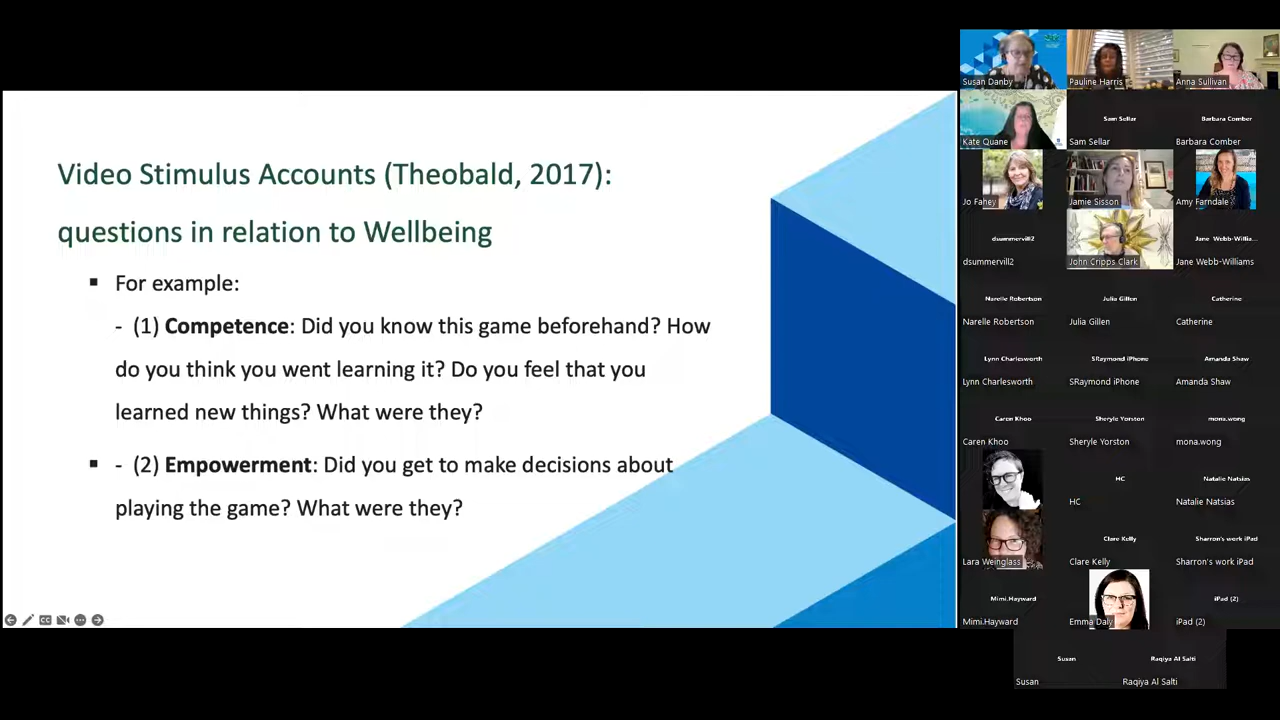 Video Stimulus Accounts (Theobald, 2017):
questions in relation to Wellbeing
▪ For example:
- (1) Competence: Did you know this game beforehand? How
do you think you went learning it? Do you feel that you
learned new things? What were they?
▪ - (2) Empowerment: Did you get to make decisions about
playing the game? What were they?
Susan Danby
Pauline Harris
Anna Sullivan
Sam Sellar
Barbara Comber
Kate Quane
Sam Sellar
Barbara Comber
Jo Fahey
Jamie Sisson
Amy Farndale
dsummervill2
Jane Webb-Willia...
dsummervill2
John Cripps Clark
Jane Webb-Williams
Narelle Robertson
Julia Gillen
Catherine
Narelle Robertson
Julia Gillen
Catherine
Lynn Charlesworth
SRaymond iPhone
Amanda Shaw
Lynn Charlesworth
SRaymond iPhone
Amanda Shaw
Caren Khoo
Sheryle Yorston
mona.wong
Caren Khoo
Sheryle Yorston
mona.wong
HC
Natalie Natsias
HC
Natalie Natsias
Clare Kelly
Sharron's work iPad
Lara Weinglass
Clare Kelly
Sharron's work iPad
Mimi.Hayward
iPad (2)
Mimi.Hayward
Emma Daly
iPad (2)
Susan
Raqiya Al Salti
Susan
Raqiya Al Salti
CC